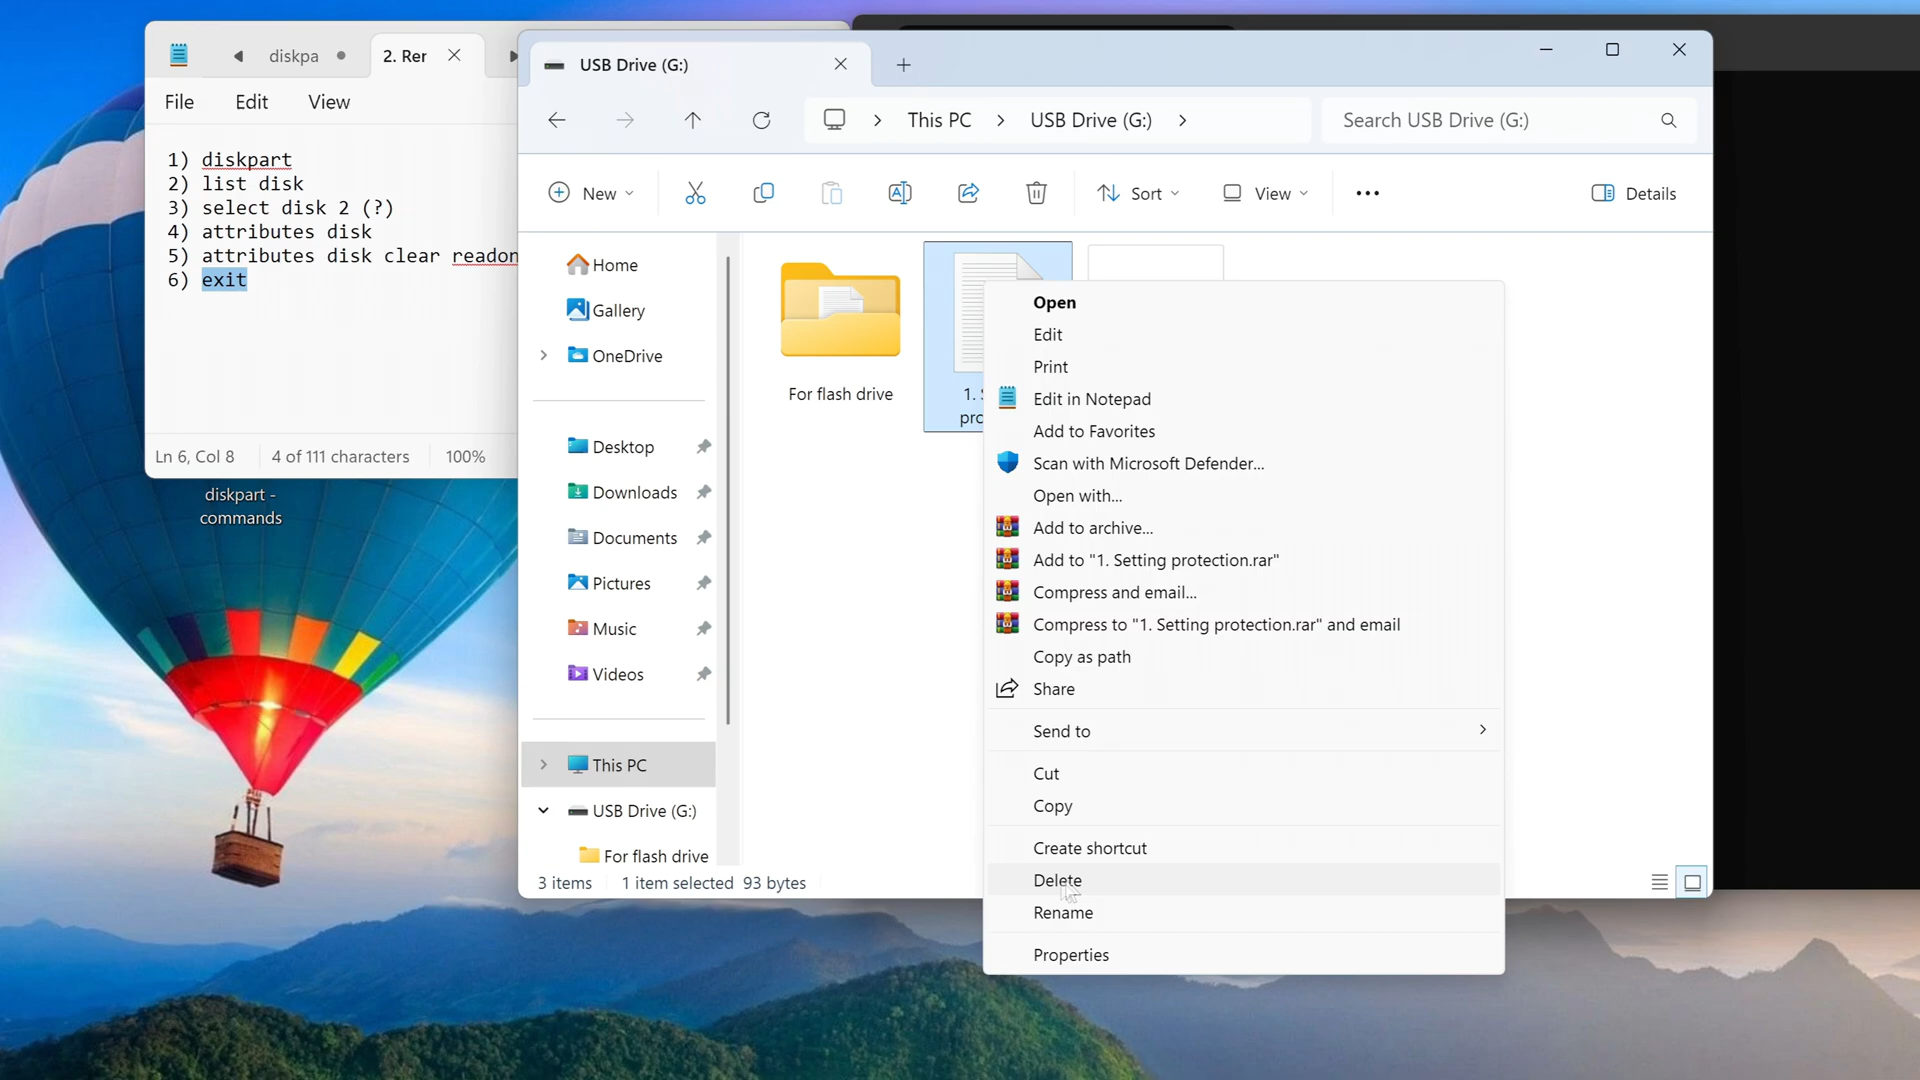 diskpa
2. Rer
File Edit View
1) diskpart
2) list disk
3) select disk 2 (?)
4) attributes disk
5) attributes disk clear readon
6) exit
Ln 6, Col 8
4 of 111 characters
100%
diskpart -
commands
USB Drive (G:)
This PC
USB Drive (G:)
Search USB Drive (G:)
New
Sort
View
Details
Home
Gallery
OneDrive
Desktop
Downloads
Documents
Pictures
Music
Videos
This PC
USB Drive (G:)
For flash drive
3 items
1 item selected 93 bytes
For flash drive
1. S
pro
Open
Edit
Print
Edit in Notepad
Add to Favorites
Scan with Microsoft Defender...
Open with...
Add to archive...
Add to "1. Setting protection.rar"
Compress and email...
Compress to "1. Setting protection.rar" and email
Copy as path
Share
Send to
Cut
Copy
Create shortcut
Delete
Rename
Properties